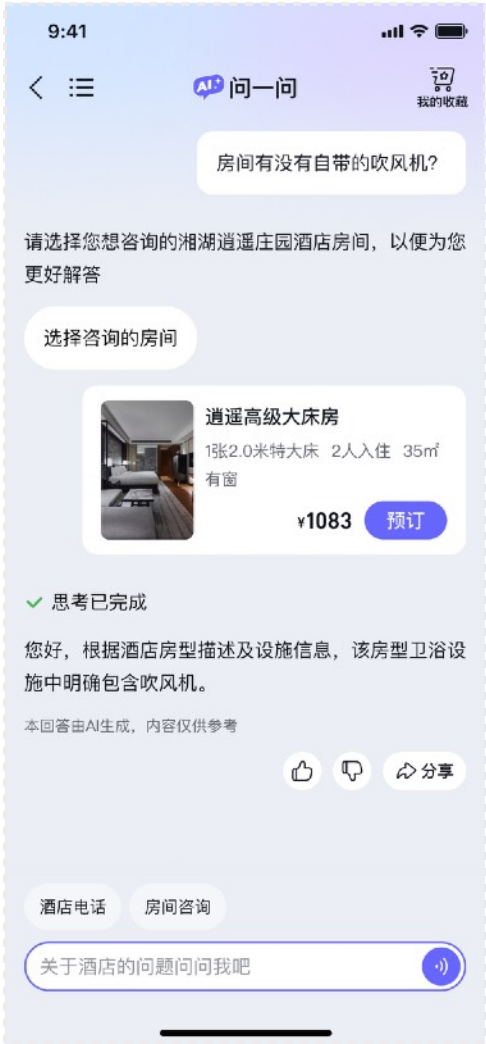 9:41
AI+ 问一问
我的收藏
房间有没有自带的吹风机？
请选择您想咨询的湘湖逍遥庄园酒店房间，以便为您
更好解答
选择咨询的房间
逍遥高级大床房
1张2.0米特大床 2人入住 35㎡
有窗
¥1083 预订
思考已完成
您好，根据酒店房型描述及设施信息，该房型卫浴设
施中明确包含吹风机。
本回答由AI生成，内容仅供参考
分享
酒店电话 房间咨询
关于酒店的问题问问我吧